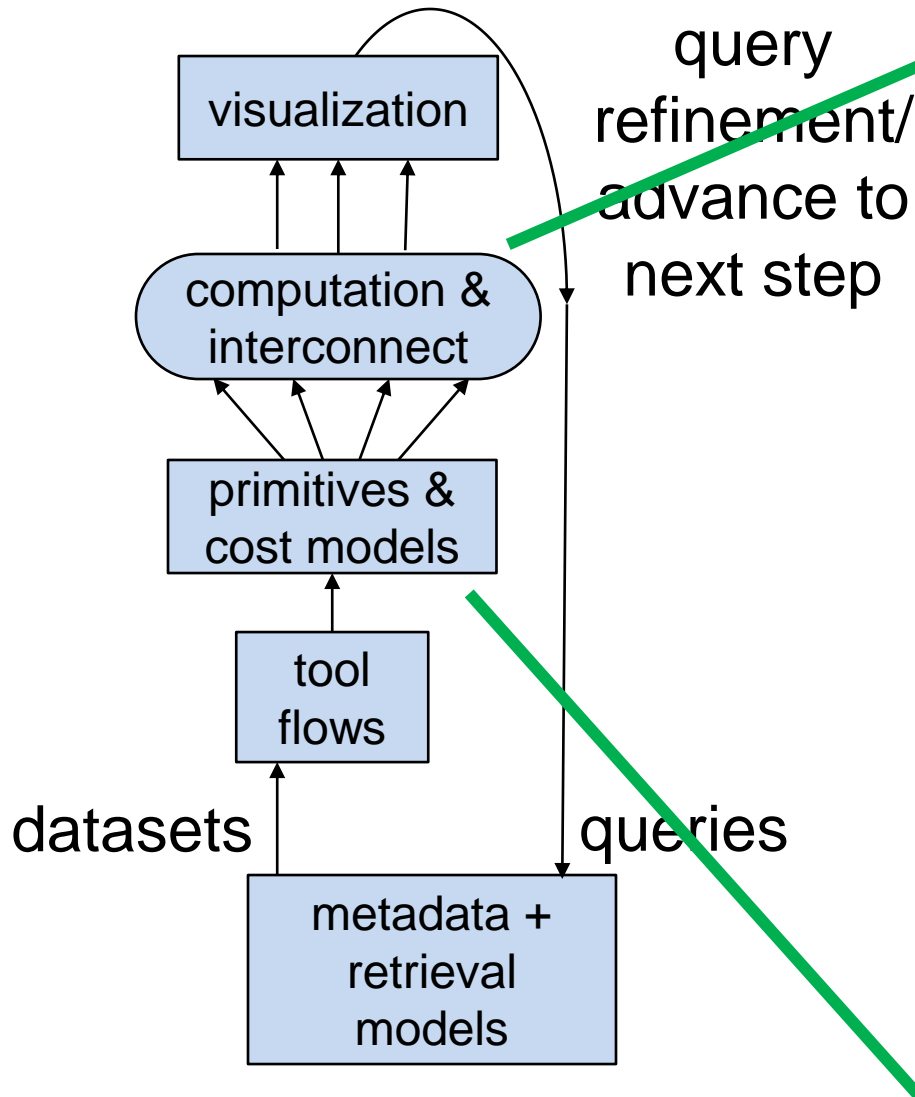 query
refinement/
advance to
next step
visualization
computation &
interconnect
primitives &
cost models
tool
flows
datasets
queries
metadata +
retrieval
models